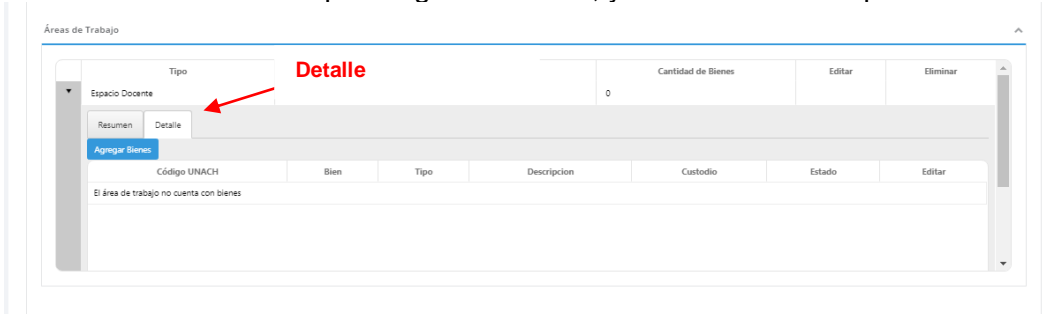 Áreas de Trabajo
Detalle
Tipo Cantidad de Bienes Editar Eliminar
Espacio Docente 0
Resumen Detalle
Agregar Bienes
Código UNACH Bien Tipo Descripcion Custodio Estado Editar
El área de trabajo no cuenta con bienes